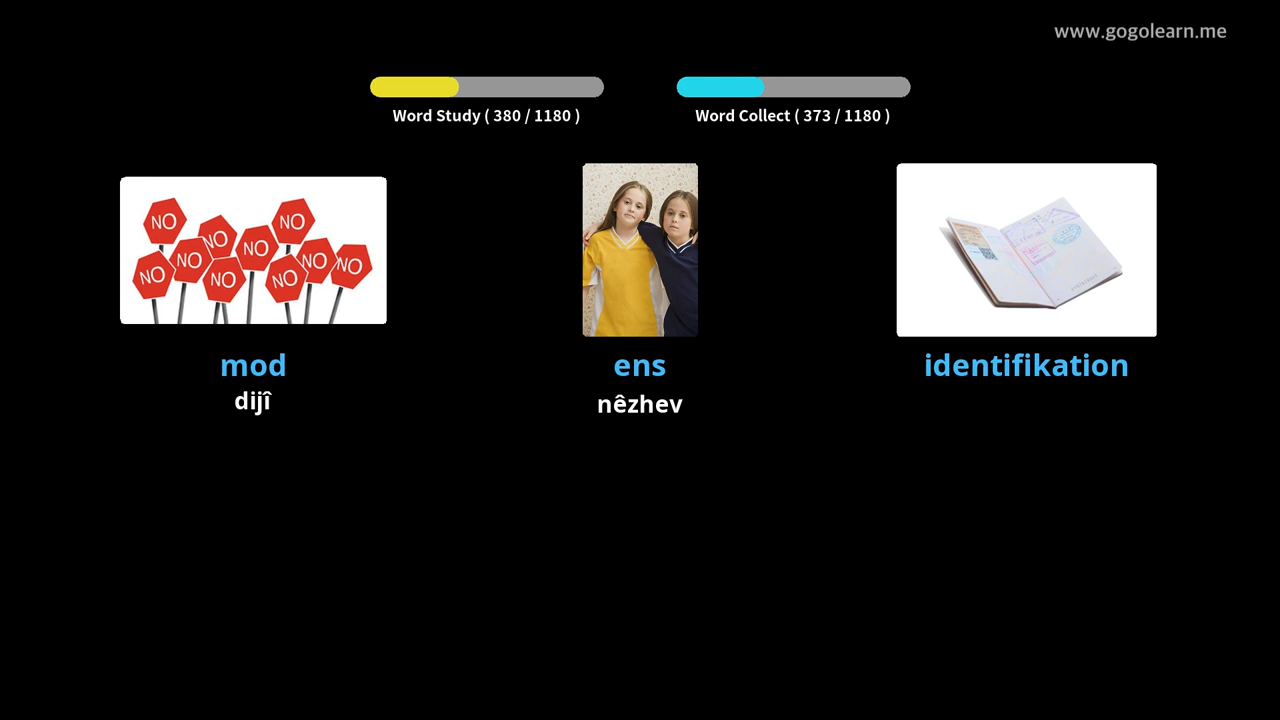 www.gogolearn.me
Word Study ( 380 / 1180 )
Word Collect ( 373 / 1180 )
NO
NO
NO
NO
NO
NO
NO
NO
NO
NO
mod
ens
identifikation
dijî
nêzhev